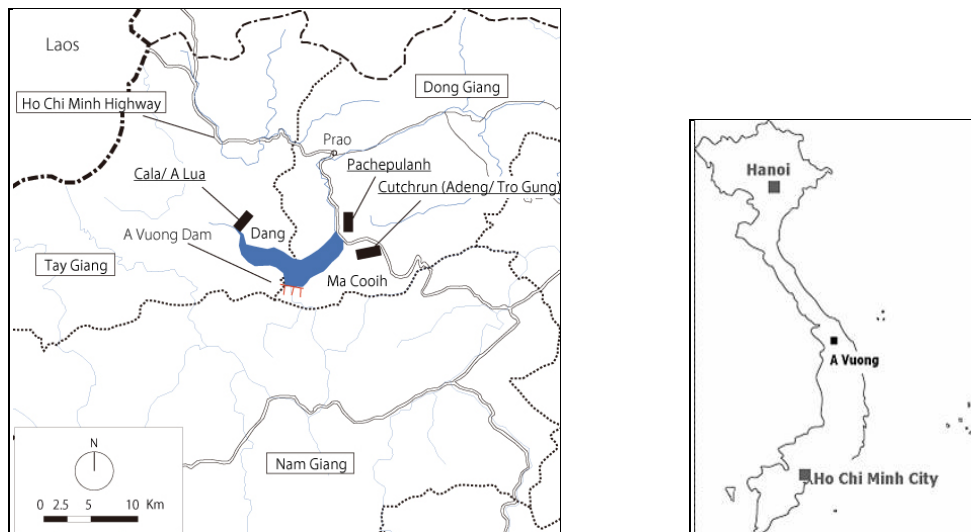 Laos
Dong Giang
Ho Chi Minh Highway
Prao
Pachepulanh
Cala/ A Lua
Cutchrun (Adeng/ Tro Gung)
A Vuong Dam
Dang
Tay Giang
Ma Cooih
N
Nam Giang
0 2.5 5 10 Km
Hanoi
A Vuong
Ho Chi Minh City